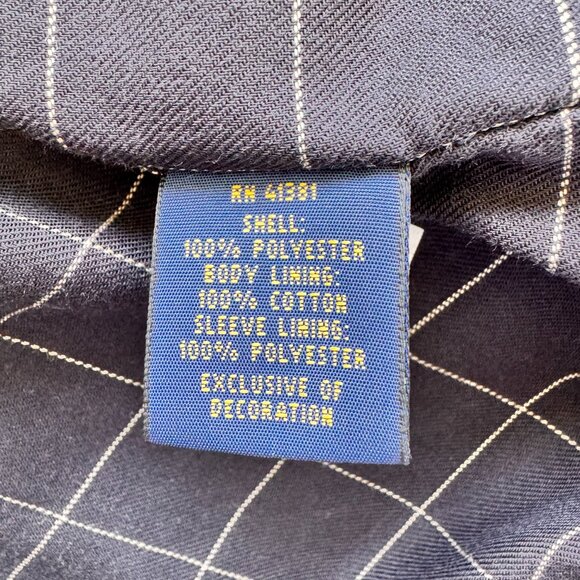 RN 41381
SHELL:
100% POLYESTER
BODY LINING:
100% COTTON
SLEEVE LINING:
100% POLYESTER
EXCLUSIVE OF
DECORATION